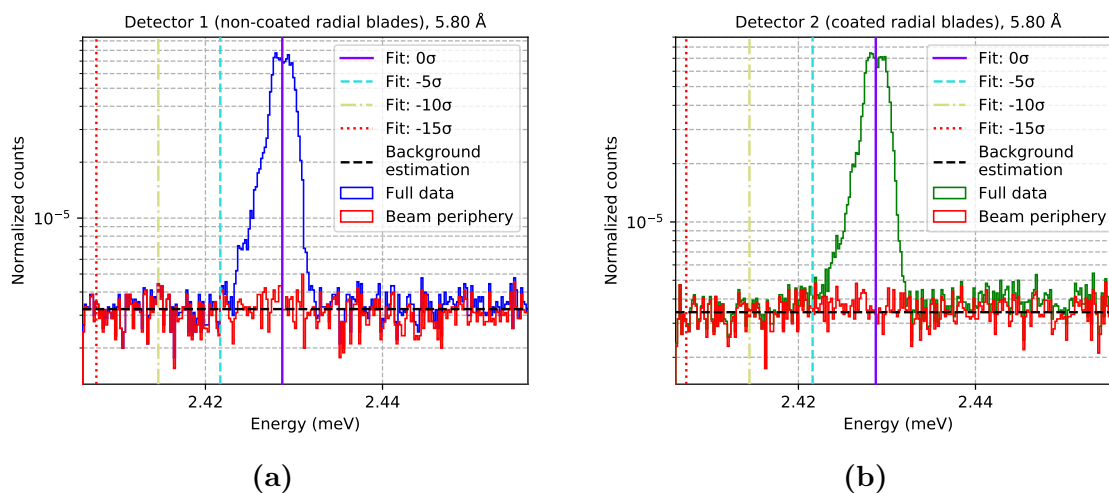 Detector 1 (non-coated radial blades), 5.80 Å
Normalized counts
10⁻⁵
Fit: 0σ
Fit: -5σ
Fit: -10σ
Fit: -15σ
Background
estimation
Full data
Beam periphery
2.42
2.44
Energy (meV)
(a)
Detector 2 (coated radial blades), 5.80 Å
Normalized counts
10⁻⁵
Fit: 0σ
Fit: -5σ
Fit: -10σ
Fit: -15σ
Background
estimation
Full data
Beam periphery
2.42
2.44
Energy (meV)
(b)